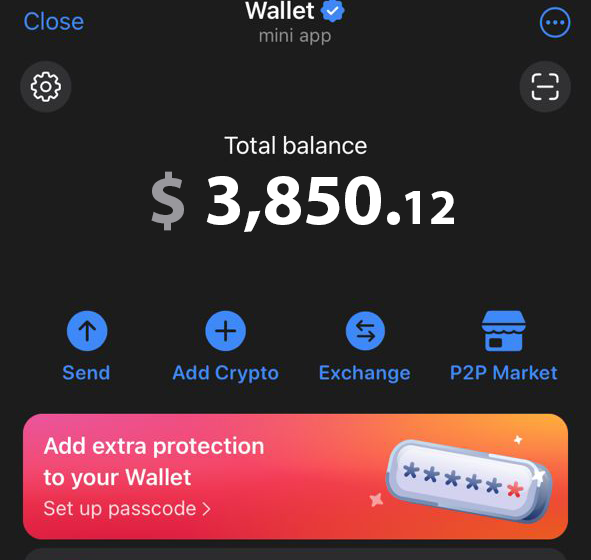 Close
Wallet
mini app
Total balance
$ 3,850.12
Send
Add Crypto
Exchange
P2P Market
Add extra protection
to your Wallet
Set up passcode >
******